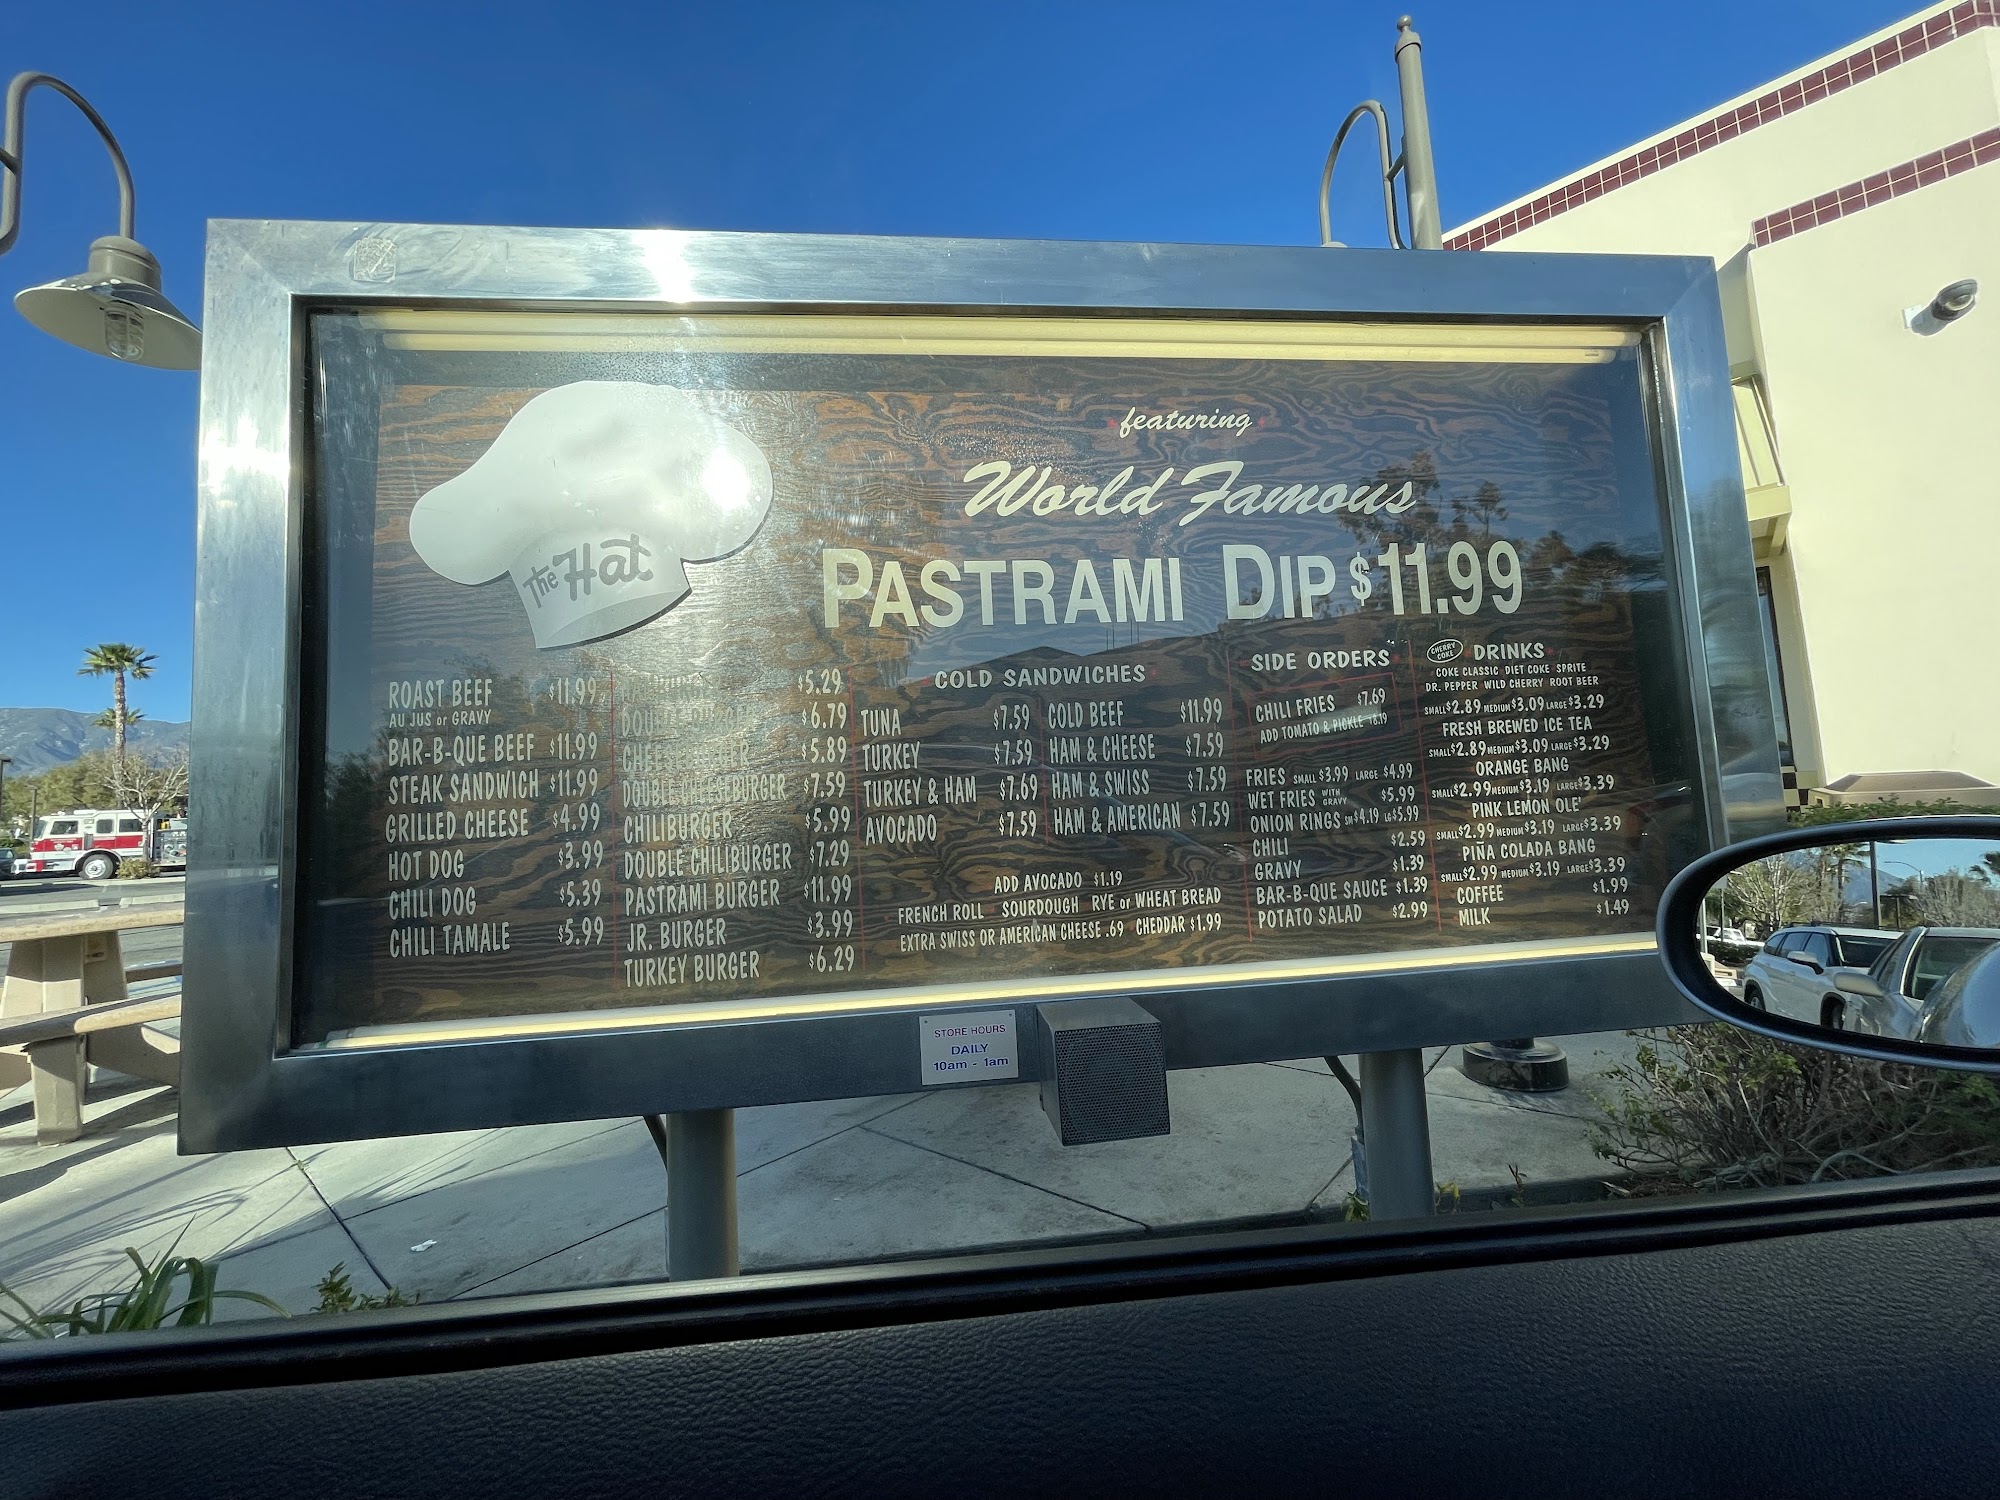 The Hat
featuring
World Famous
PASTRAMI DIP $11.99
ROAST BEEF $11.99
AU JUS or GRAVY
BAR-B-QUE BEEF $11.99
STEAK SANDWICH $11.99
GRILLED CHEESE $4.99
HOT DOG $3.99
CHILI DOG $5.39
CHILI TAMALE $5.99
HAMBURGER $5.29
DOUBLE BURGER $6.79
CHEESEBURGER $5.89
DOUBLE CHEESEBURGER $7.59
CHILIBURGER $5.99
DOUBLE CHILIBURGER $7.29
PASTRAMI BURGER $11.99
JR. BURGER $3.99
TURKEY BURGER $6.29
COLD SANDWICHES
TUNA $7.59
TURKEY $7.59
TURKEY & HAM $7.69
AVOCADO $7.59
COLD BEEF $11.99
HAM & CHEESE $7.59
HAM & SWISS $7.59
HAM & AMERICAN $7.59
ADD AVOCADO $1.19
FRENCH ROLL SOURDOUGH RYE or WHEAT BREAD
EXTRA SWISS OR AMERICAN CHEESE .69 CHEDDAR $1.99
SIDE ORDERS
CHILI FRIES $7.69
ADD TOMATO & PICKLE $8.19
FRIES SMALL $3.99 LARGE $4.99
WET FRIES WITH GRAVY $5.99
ONION RINGS SM $4.19 LG $5.99
CHILI $2.59
GRAVY $1.39
BAR-B-QUE SAUCE $1.39
POTATO SALAD $2.99
CHERRY COKE
DRINKS
COKE CLASSIC DIET COKE SPRITE
DR. PEPPER WILD CHERRY ROOT BEER
SMALL $2.89 MEDIUM $3.09 LARGE $3.29
FRESH BREWED ICE TEA
SMALL $2.89 MEDIUM $3.09 LARGE $3.29
ORANGE BANG
SMALL $2.99 MEDIUM $3.19 LARGE $3.39
PINK LEMON OLE'
SMALL $2.99 MEDIUM $3.19 LARGE $3.39
PIÑA COLADA BANG
SMALL $2.99 MEDIUM $3.19 LARGE $3.39
COFFEE $1.99
MILK $1.49
STORE HOURS
DAILY
10am - 1am